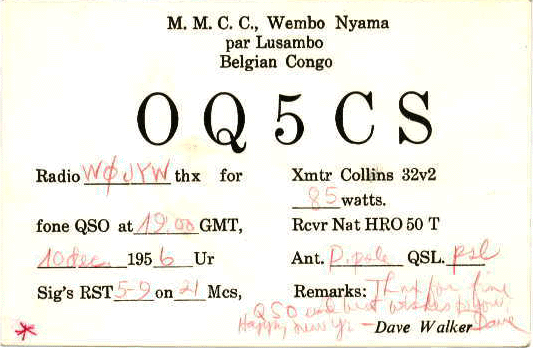 M. M. C. C., Wembo Nyama
par Lusambo
Belgian Congo
OQ5CS
Radio WØJYW thx for
Xmtr Collins 32v2
85 watts.
fone QSO at 19.00 GMT,
Rcvr Nat HRO 50 T
10 dec. 1956 Ur
Ant. D.pole QSL. psl
Sig's RST 5-9 on 21 Mcs,
Remarks: Thnx for fine
QSO and best wishes to you
Happy new yr —
Dave Walker Dave